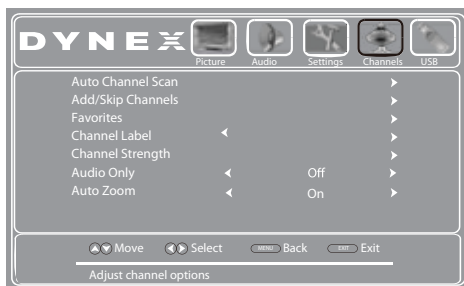 DYNEX
Picture Audio Settings Channels USB
Auto Channel Scan
Add/Skip Channels
Favorites
Channel Label
Channel Strength
Audio Only Off
Auto Zoom On
Move Select MENU Back EXIT Exit
Adjust channel options